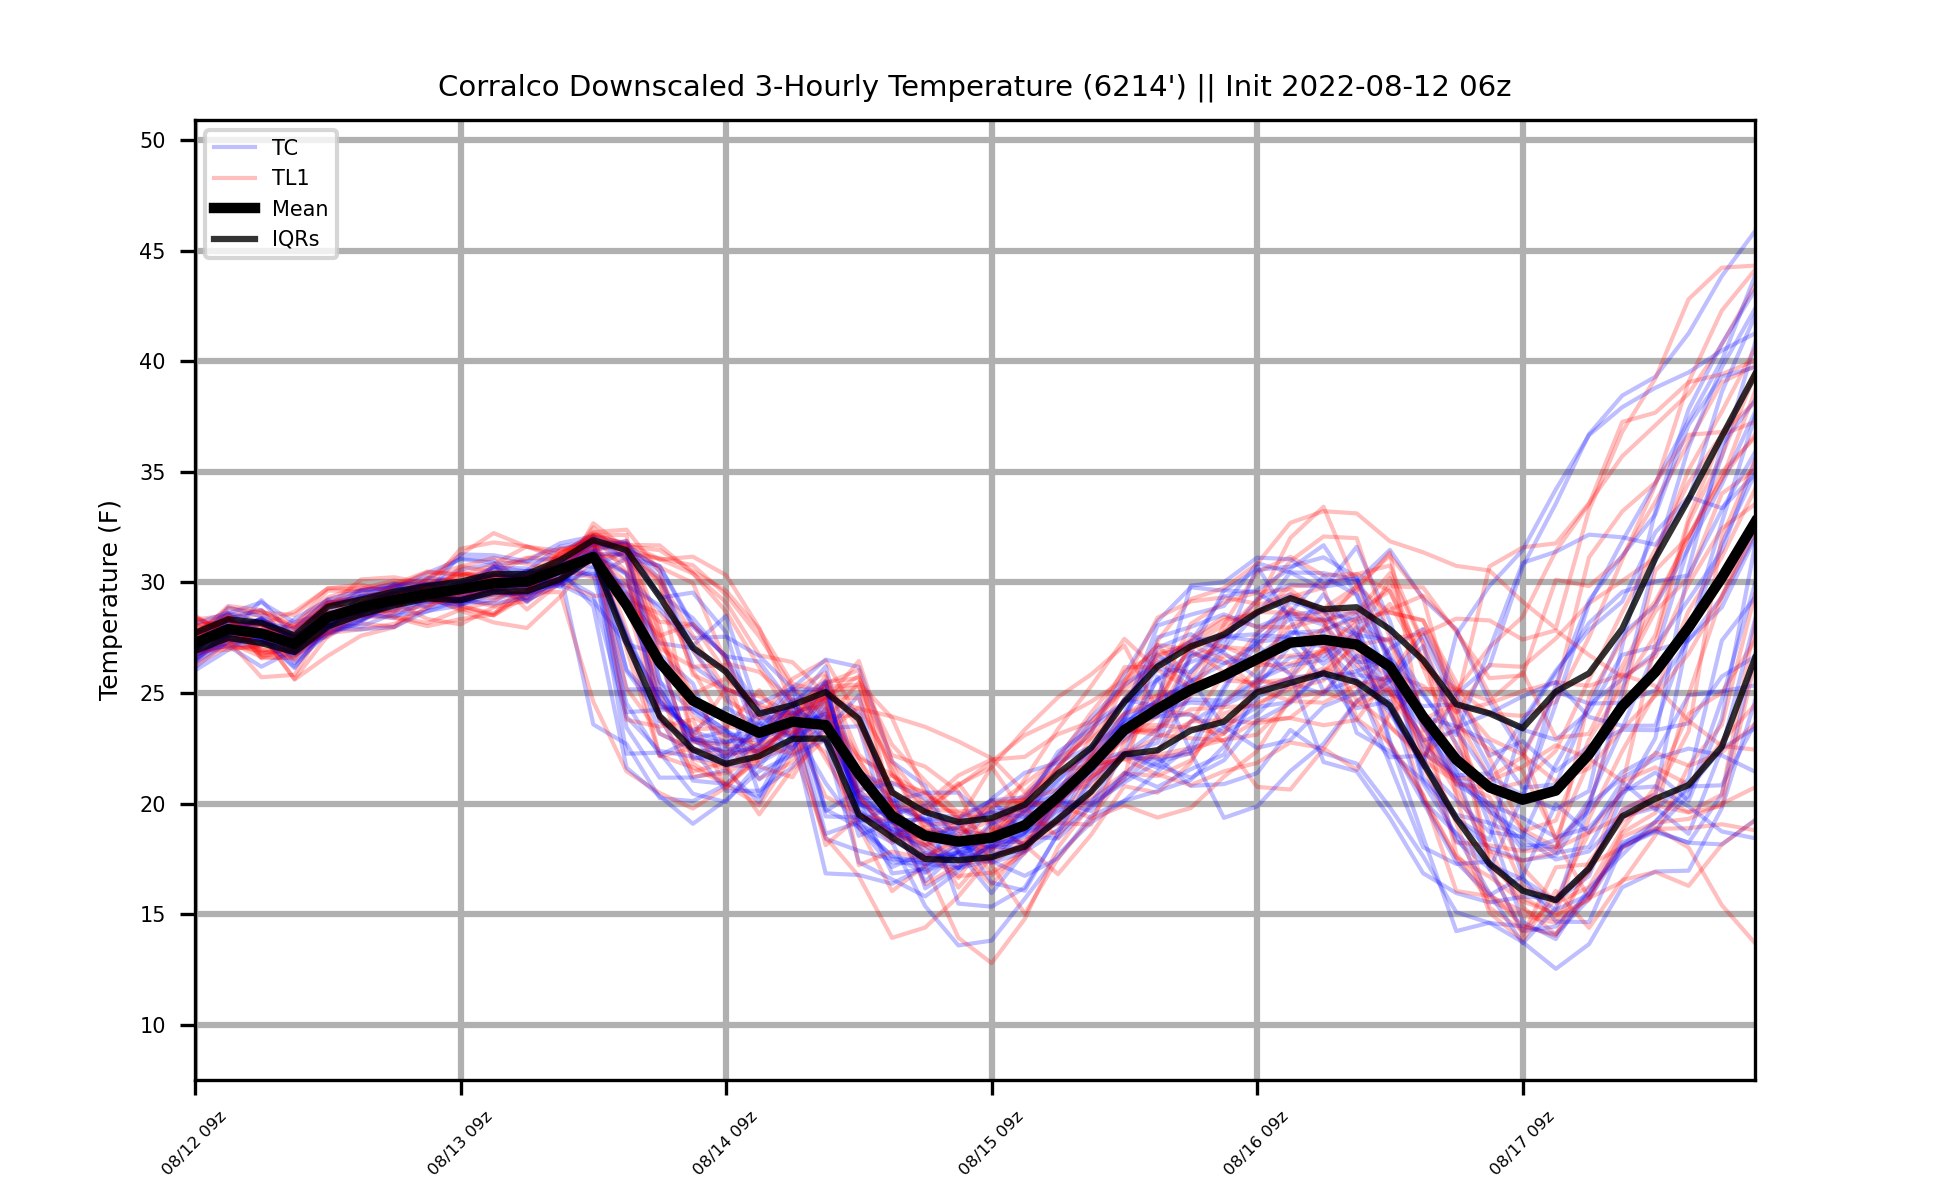 Corralco Downscaled 3-Hourly Temperature (6214') || Init 2022-08-12 06z
TC
TL1
Mean
IQRs
Temperature (F)
50
45
40
35
30
25
20
15
10
08/12 09z
08/13 09z
08/14 09z
08/15 09z
08/16 09z
08/17 09z